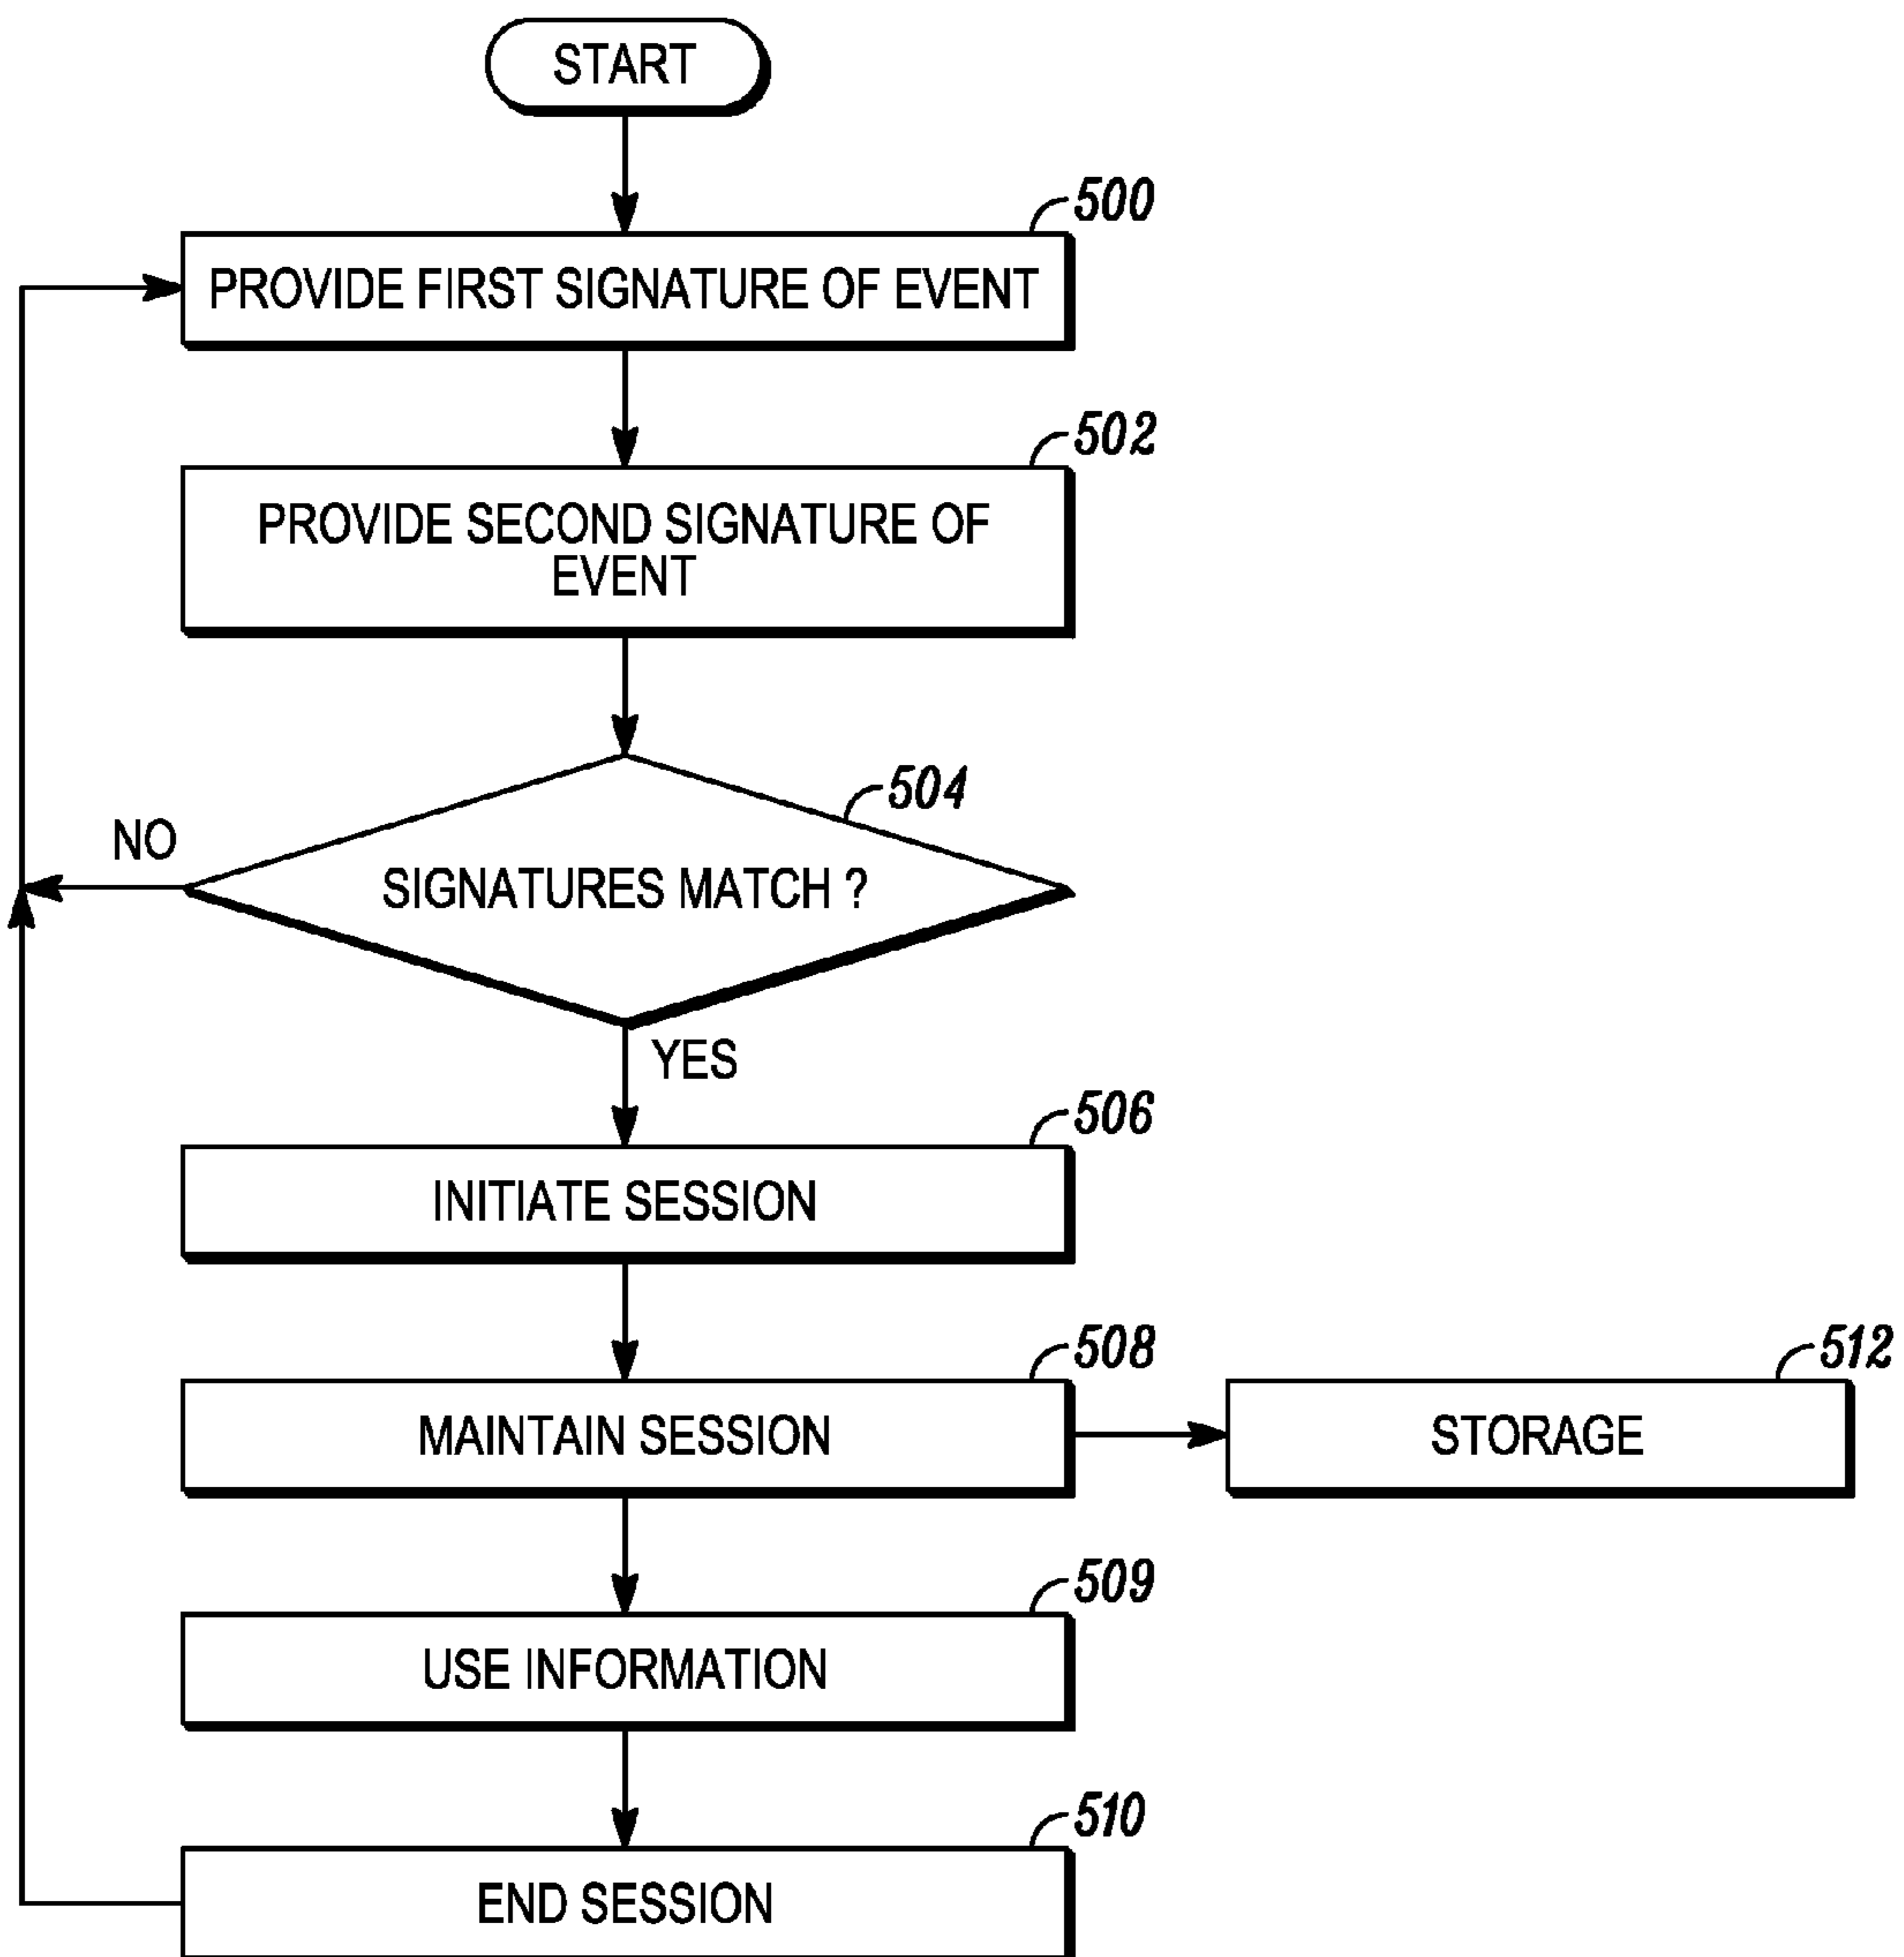 START
500
PROVIDE FIRST SIGNATURE OF EVENT
502
PROVIDE SECOND SIGNATURE OF
EVENT
504
NO
SIGNATURES MATCH ?
YES
506
INITIATE SESSION
508
MAINTAIN SESSION
512
STORAGE
509
USE INFORMATION
510
END SESSION